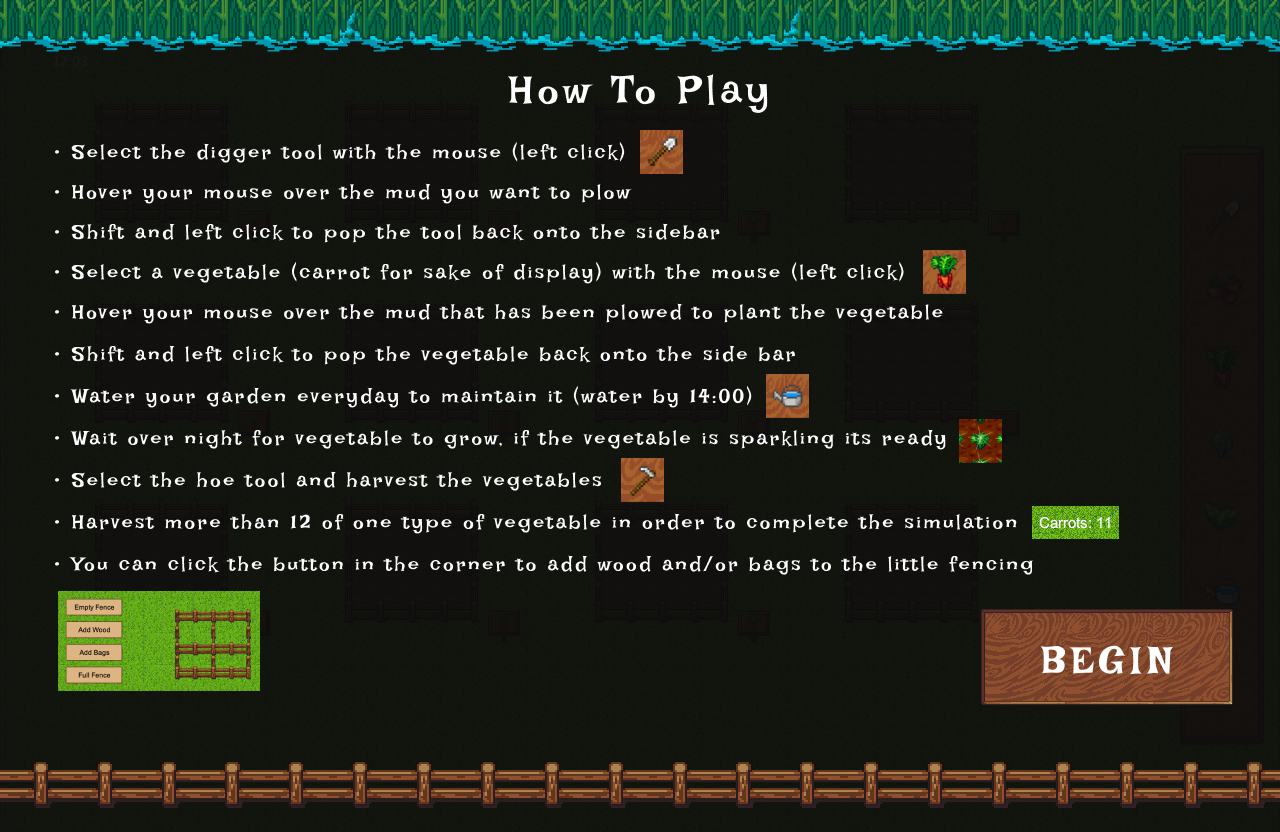 12:03
How To Play
• Select the digger tool with the mouse (left click)
• Hover your mouse over the mud you want to plow
• Shift and left click to pop the tool back onto the sidebar
• Select a vegetable (carrot for sake of display) with the mouse (left click)
• Hover your mouse over the mud that has been plowed to plant the vegetable
• Shift and left click to pop the vegetable back onto the side bar
• Water your garden everyday to maintain it (water by 14:00)
• Wait over night for vegetable to grow, if the vegetable is sparkling its ready
• Select the hoe tool and harvest the vegetables
• Harvest more than 12 of one type of vegetable in order to complete the simulation
Carrots: 11
• You can click the button in the corner to add wood and/or bags to the little fencing
Empty Fence
Add Wood
Add Bags
Full Fence
BEGIN